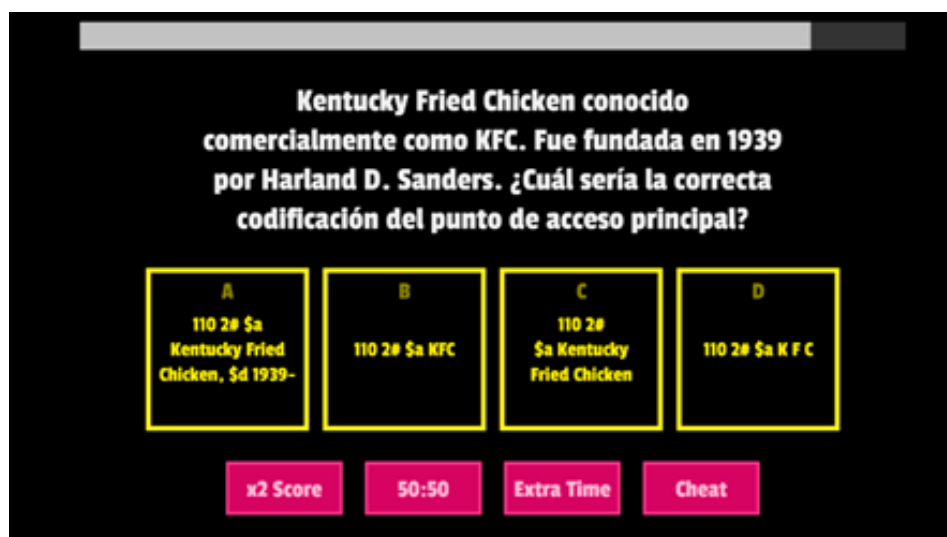 Kentucky Fried Chicken conocido
comercialmente como KFC. Fue fundada en 1939
por Harland D. Sanders. ¿Cuál sería la correcta
codificación del punto de acceso principal?
A
110 2# $a
Kentucky Fried
Chicken, $d 1939-
B
110 2# $a KFC
C
110 2#
$a Kentucky
Fried Chicken
D
110 2# $a K F C
x2 Score
50:50
Extra Time
Cheat